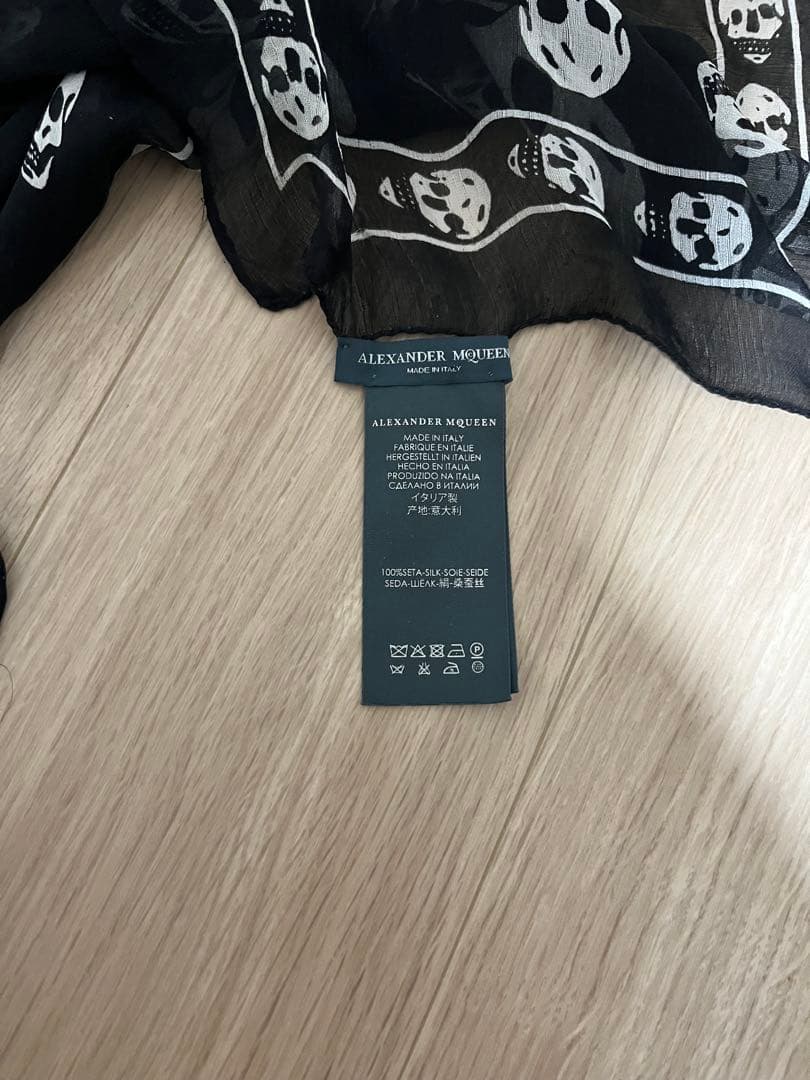 ALEXANDER MCQUEEN
MADE IN ITALY
ALEXANDER MCQUEEN
MADE IN ITALY
FABRIQUE EN ITALIE
HERGESTELLT IN ITALIEN
HECHO EN ITALIA
PRODUZIDO NA ITALIA
СДЕЛАНО В ИТАЛИИ
イタリア製
产地:意大利
100%SETA-SILK-SOIE-SEIDE
SEDA-ШЕЛК-絹-桑蚕丝
P